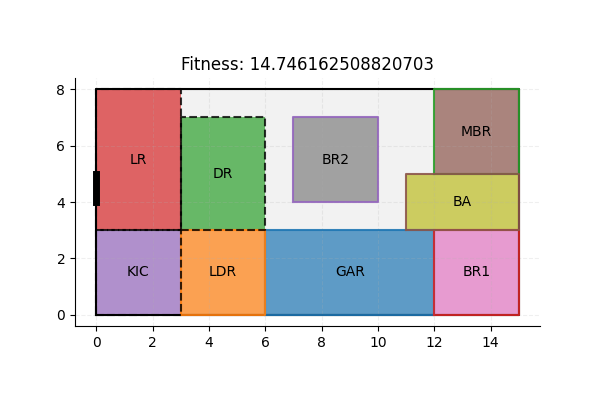 Fitness: 14.746162508820703
8
6
4
2
0
LR
DR
BR2
MBR
BA
KIC
LDR
GAR
BR1
0 2 4 6 8 10 12 14